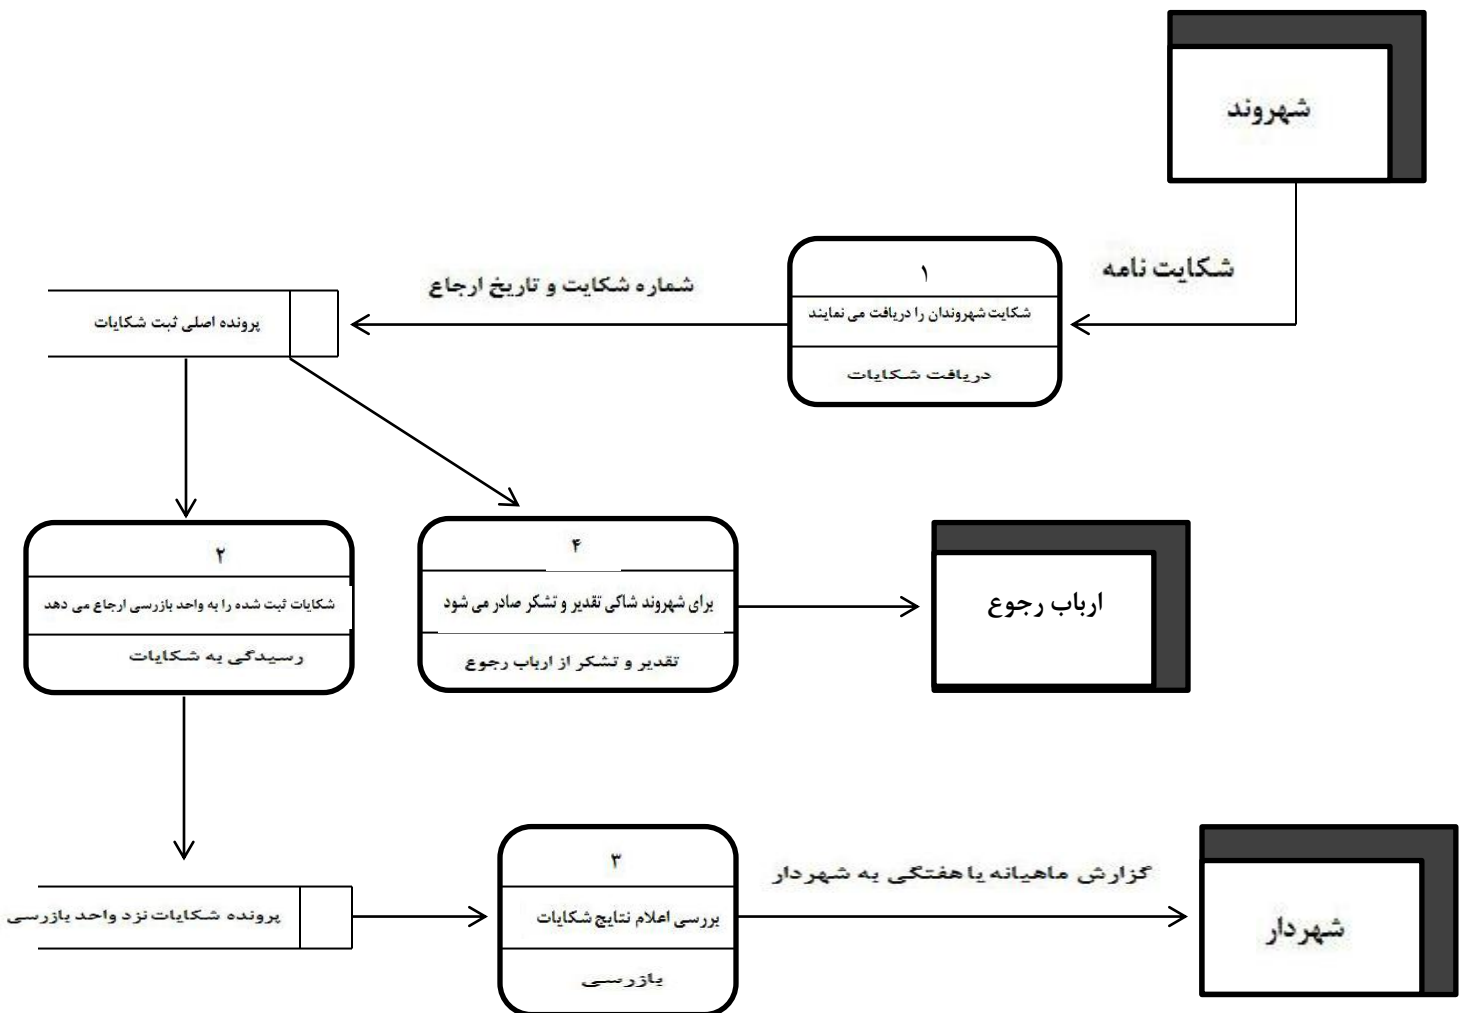 شهروند
شکایت نامه
۱
شکایت شهروندان را دریافت می نمایند
دریافت شکایات
شماره شکایت و تاریخ ارجاع
پرونده اصلی ثبت شکایات
۲
شکایات ثبت شده را به واحد بازرسی ارجاع می دهد
رسیدگی به شکایات
۴
برای شهروند شاکی تقدیر و تشکر صادر می شود
تقدیر و تشکر از ارباب رجوع
ارباب رجوع
پرونده شکایات نزد واحد بازرسی
۳
بررسی اعلام نتایج شکایات
بازرسی
گزارش ماهیانه یا هفتگی به شهردار
شهردار